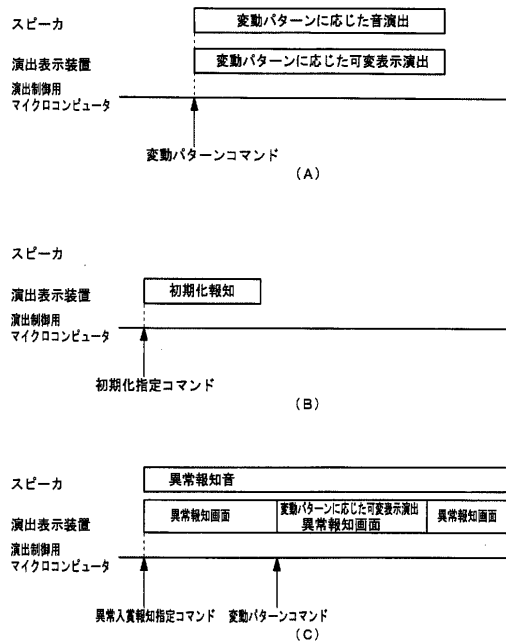 スピーカ
変動パターンに応じた音演出
演出表示装置
変動パターンに応じた可変表示演出
演出制御用
マイクロコンピュータ
変動パターンコマンド
(A)
スピーカ
演出表示装置
初期化報知
演出制御用
マイクロコンピュータ
初期化指定コマンド
(B)
スピーカ
異常報知音
演出表示装置
異常報知画面
変動パターンに応じた可変表示演出
異常報知画面
異常報知画面
演出制御用
マイクロコンピュータ
異常入賞報知指定コマンド
変動パターンコマンド
(C)